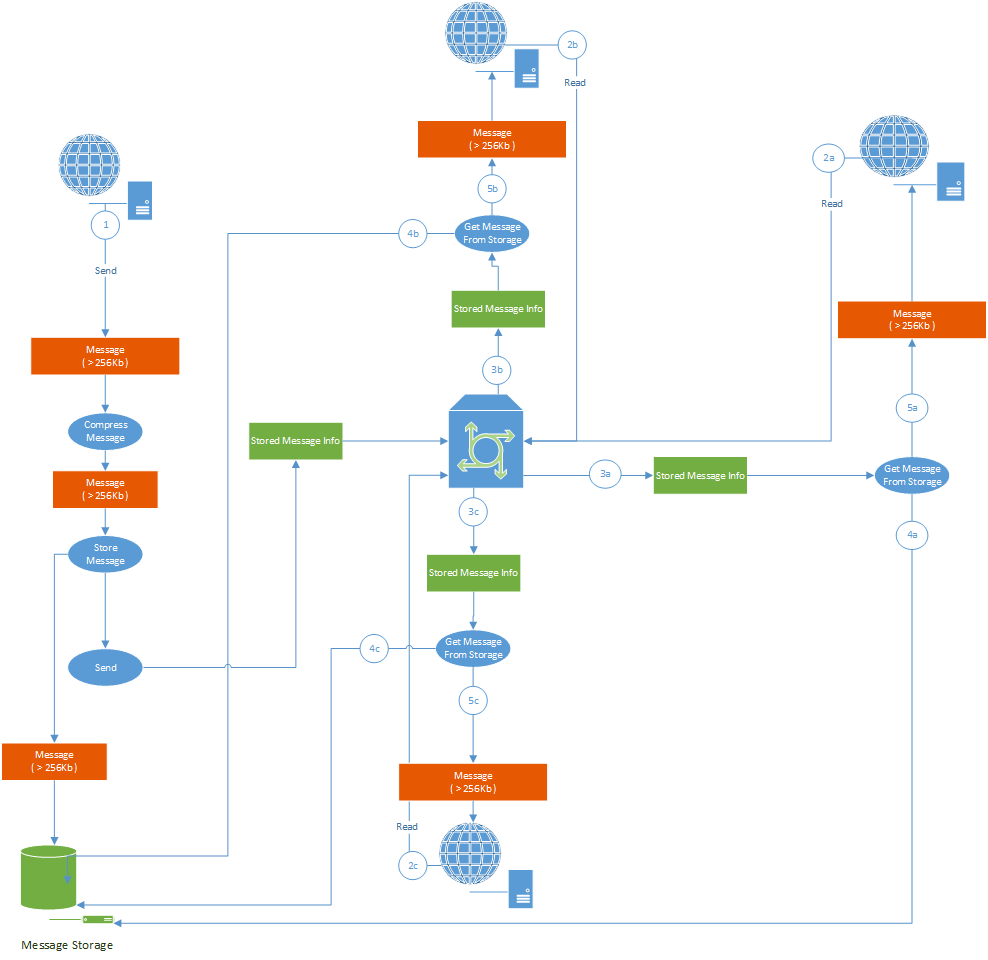 2b
Read
Message
( > 256Kb )
2a
5b
Read
1
4b
Get Message
From Storage
Send
Stored Message Info
Message
( > 256Kb )
Message
( > 256Kb )
3b
5a
Compress
Message
Stored Message Info
Get Message
From Storage
3a
Stored Message Info
Message
( > 256Kb )
3c
4a
Store
Message
Stored Message Info
Get Message
From Storage
4c
Send
5c
Message
( > 256Kb )
Message
( > 256Kb )
Read
2c
Message Storage